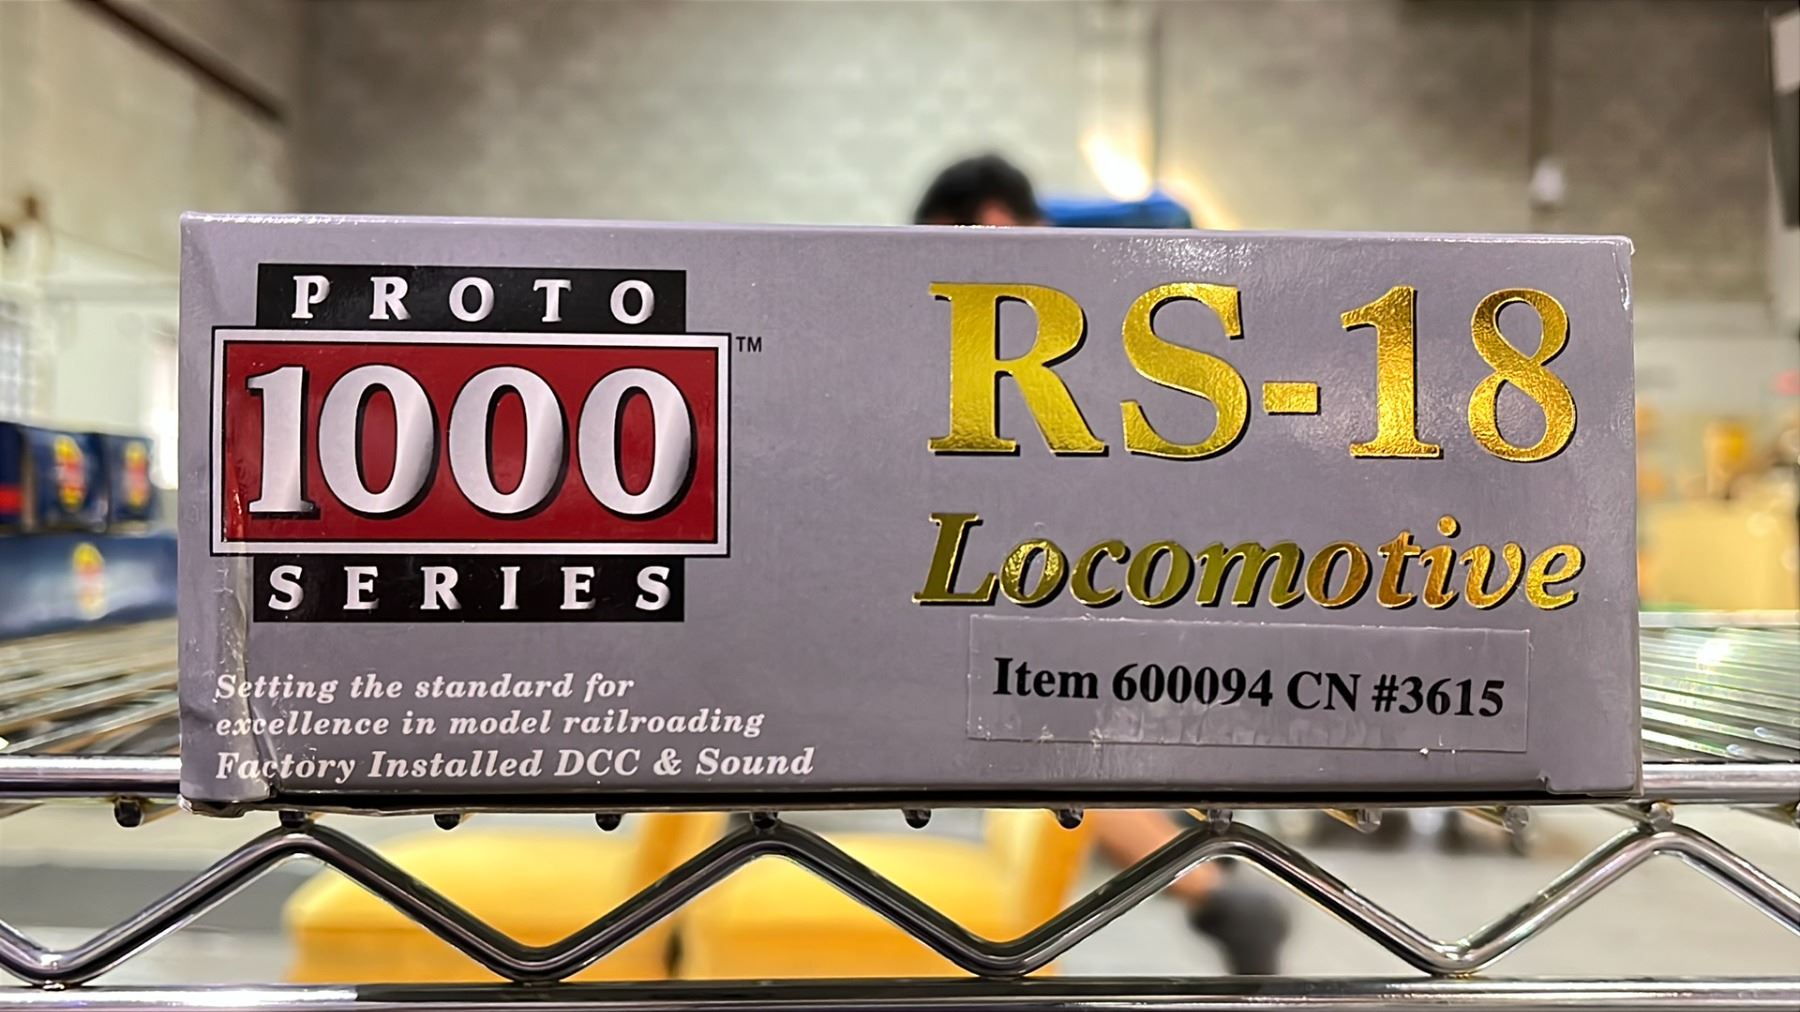 PROTO
1000™
SERIES
Setting the standard for
excellence in model railroading
Factory Installed DCC & Sound
RS-18
Locomotive
Item 600094 CN #3615